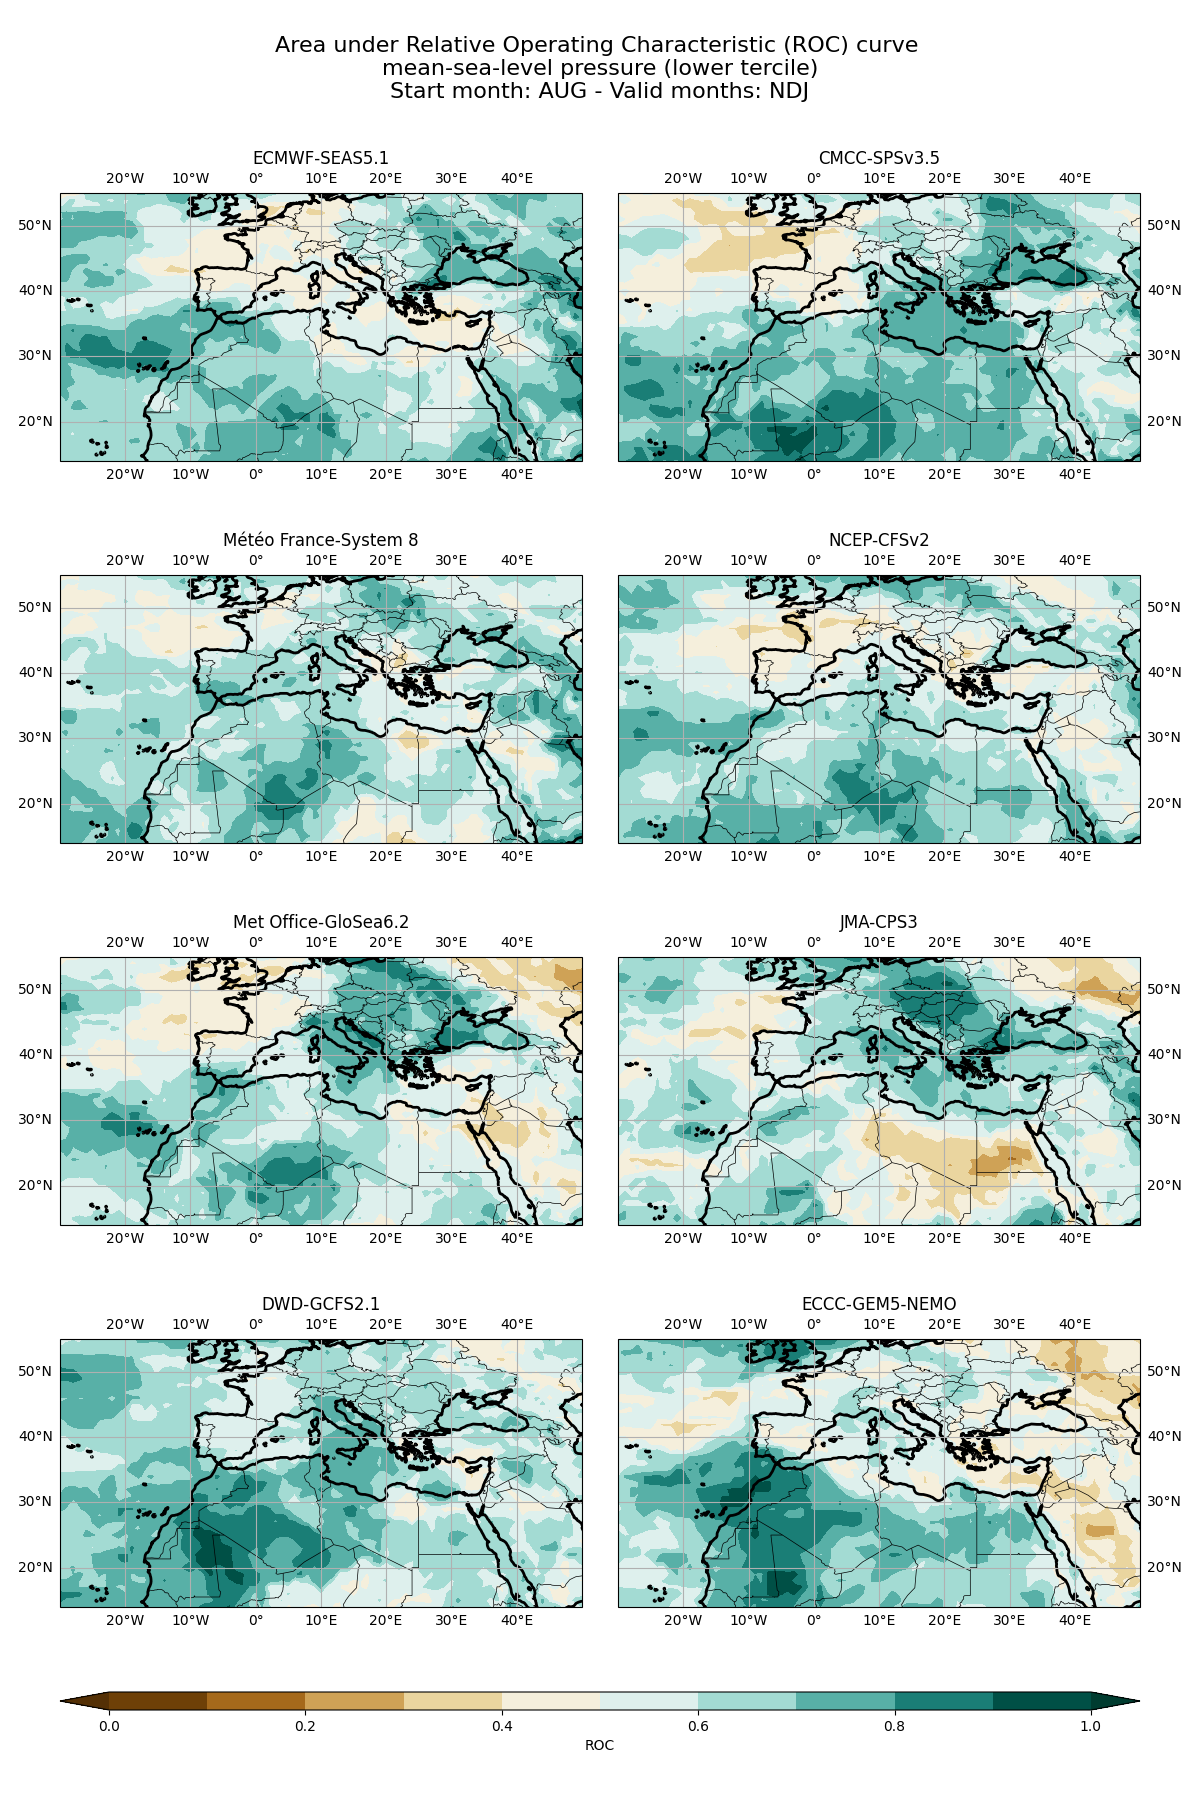 Area under Relative Operating Characteristic (ROC) curve
mean-sea-level pressure (lower tercile)
Start month: AUG - Valid months: NDJ
ECMWF-SEAS5.1
20°W 10°W 0° 10°E 20°E 30°E 40°E
50°N
40°N
30°N
20°N
20°W 10°W 0° 10°E 20°E 30°E 40°E
CMCC-SPSv3.5
20°W 10°W 0° 10°E 20°E 30°E 40°E
50°N
40°N
30°N
20°N
20°W 10°W 0° 10°E 20°E 30°E 40°E
Météo France-System 8
20°W 10°W 0° 10°E 20°E 30°E 40°E
50°N
40°N
30°N
20°N
20°W 10°W 0° 10°E 20°E 30°E 40°E
NCEP-CFSv2
20°W 10°W 0° 10°E 20°E 30°E 40°E
50°N
40°N
30°N
20°N
20°W 10°W 0° 10°E 20°E 30°E 40°E
Met Office-GloSea6.2
20°W 10°W 0° 10°E 20°E 30°E 40°E
50°N
40°N
30°N
20°N
20°W 10°W 0° 10°E 20°E 30°E 40°E
JMA-CPS3
20°W 10°W 0° 10°E 20°E 30°E 40°E
50°N
40°N
30°N
20°N
20°W 10°W 0° 10°E 20°E 30°E 40°E
DWD-GCFS2.1
20°W 10°W 0° 10°E 20°E 30°E 40°E
50°N
40°N
30°N
20°N
20°W 10°W 0° 10°E 20°E 30°E 40°E
ECCC-GEM5-NEMO
20°W 10°W 0° 10°E 20°E 30°E 40°E
50°N
40°N
30°N
20°N
20°W 10°W 0° 10°E 20°E 30°E 40°E
0.0 0.2 0.4 0.6 0.8 1.0
ROC